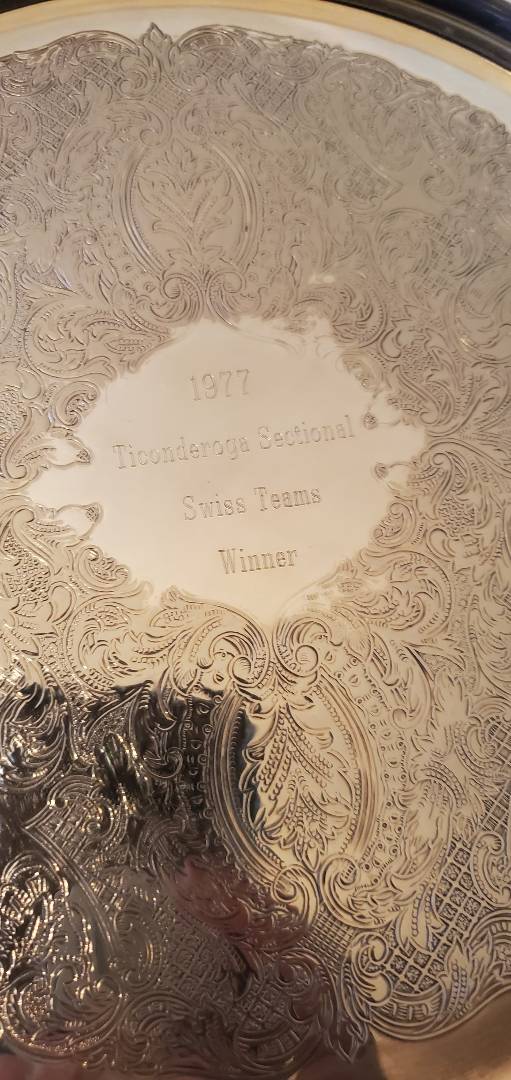 1977
Ticonderoga Sectional
Swiss Teams
Winner